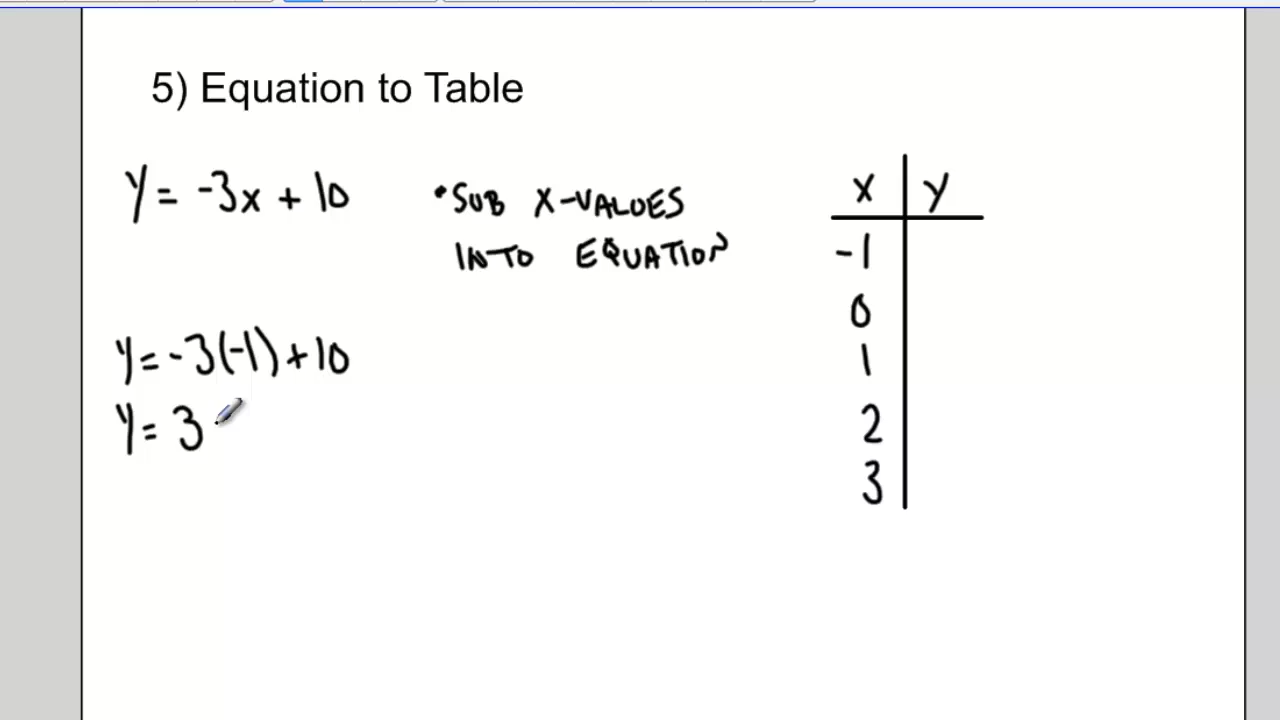 5) Equation to Table
y = -3x + 10
• SUB X-VALUES
INTO EQUATION
y = -3(-1) + 10
y = 3
x y
-1
0
1
2
3